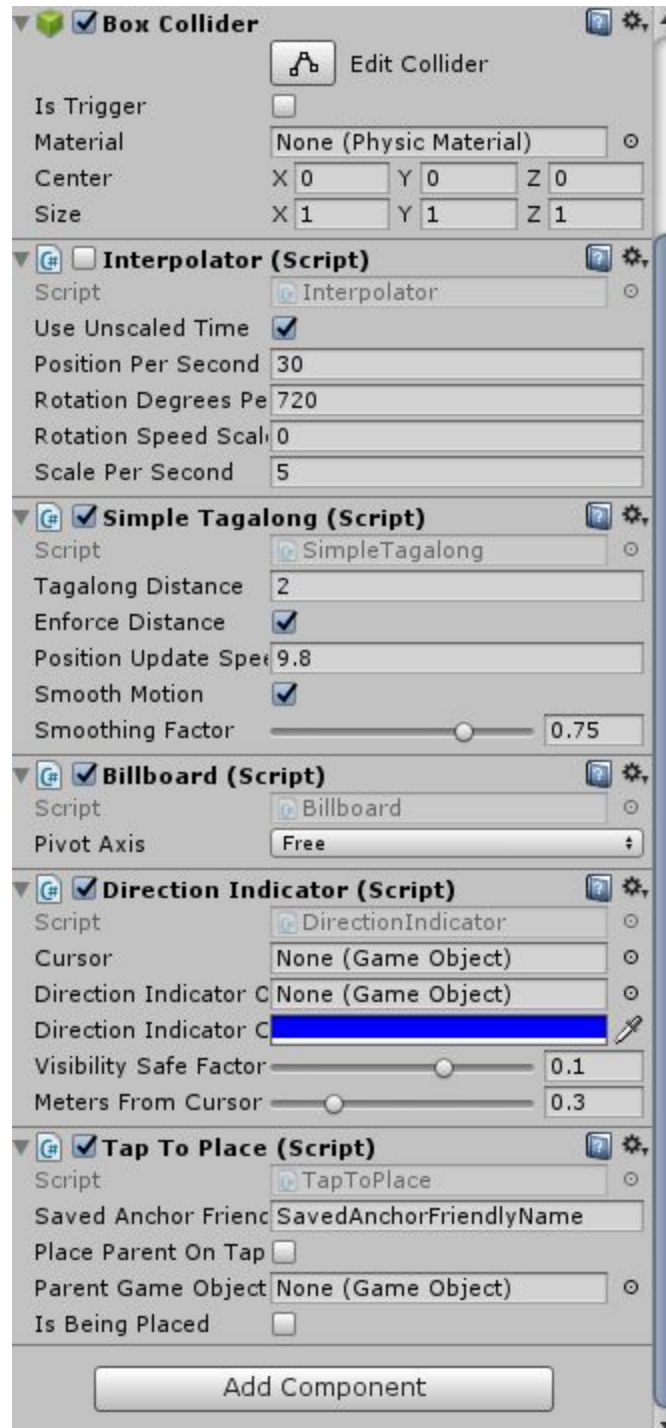 Box Collider
Edit Collider
Is Trigger
Material None (Physic Material)
Center X 0 Y 0 Z 0
Size X 1 Y 1 Z 1
Interpolator (Script)
Script Interpolator
Use Unscaled Time
Position Per Second 30
Rotation Degrees Pe 720
Rotation Speed Scal 0
Scale Per Second 5
Simple Tagalong (Script)
Script SimpleTagalong
Tagalong Distance 2
Enforce Distance
Position Update Spe 9.8
Smooth Motion
Smoothing Factor 0.75
Billboard (Script)
Script Billboard
Pivot Axis Free
Direction Indicator (Script)
Script DirectionIndicator
Cursor None (Game Object)
Direction Indicator O None (Game Object)
Direction Indicator C
Visibility Safe Factor 0.1
Meters From Cursor 0.3
Tap To Place (Script)
Script TapToPlace
Saved Anchor Friend SavedAnchorFriendlyName
Place Parent On Tap
Parent Game Object None (Game Object)
Is Being Placed
Add Component